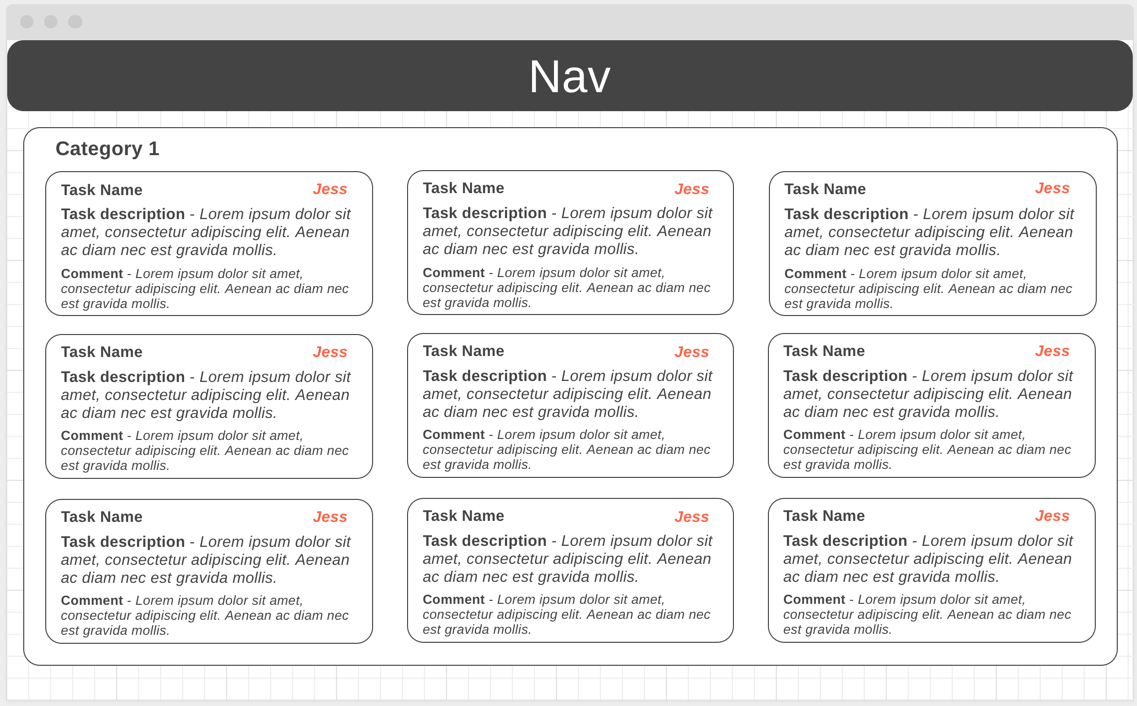 Nav
Category 1
Task Name Jess
Task description - Lorem ipsum dolor sit
amet, consectetur adipiscing elit. Aenean
ac diam nec est gravida mollis.
Comment - Lorem ipsum dolor sit amet,
consectetur adipiscing elit. Aenean ac diam nec
est gravida mollis.
Task Name Jess
Task description - Lorem ipsum dolor sit
amet, consectetur adipiscing elit. Aenean
ac diam nec est gravida mollis.
Comment - Lorem ipsum dolor sit amet,
consectetur adipiscing elit. Aenean ac diam nec
est gravida mollis.
Task Name Jess
Task description - Lorem ipsum dolor sit
amet, consectetur adipiscing elit. Aenean
ac diam nec est gravida mollis.
Comment - Lorem ipsum dolor sit amet,
consectetur adipiscing elit. Aenean ac diam nec
est gravida mollis.
Task Name Jess
Task description - Lorem ipsum dolor sit
amet, consectetur adipiscing elit. Aenean
ac diam nec est gravida mollis.
Comment - Lorem ipsum dolor sit amet,
consectetur adipiscing elit. Aenean ac diam nec
est gravida mollis.
Task Name Jess
Task description - Lorem ipsum dolor sit
amet, consectetur adipiscing elit. Aenean
ac diam nec est gravida mollis.
Comment - Lorem ipsum dolor sit amet,
consectetur adipiscing elit. Aenean ac diam nec
est gravida mollis.
Task Name Jess
Task description - Lorem ipsum dolor sit
amet, consectetur adipiscing elit. Aenean
ac diam nec est gravida mollis.
Comment - Lorem ipsum dolor sit amet,
consectetur adipiscing elit. Aenean ac diam nec
est gravida mollis.
Task Name Jess
Task description - Lorem ipsum dolor sit
amet, consectetur adipiscing elit. Aenean
ac diam nec est gravida mollis.
Comment - Lorem ipsum dolor sit amet,
consectetur adipiscing elit. Aenean ac diam nec
est gravida mollis.
Task Name Jess
Task description - Lorem ipsum dolor sit
amet, consectetur adipiscing elit. Aenean
ac diam nec est gravida mollis.
Comment - Lorem ipsum dolor sit amet,
consectetur adipiscing elit. Aenean ac diam nec
est gravida mollis.
Task Name Jess
Task description - Lorem ipsum dolor sit
amet, consectetur adipiscing elit. Aenean
ac diam nec est gravida mollis.
Comment - Lorem ipsum dolor sit amet,
consectetur adipiscing elit. Aenean ac diam nec
est gravida mollis.